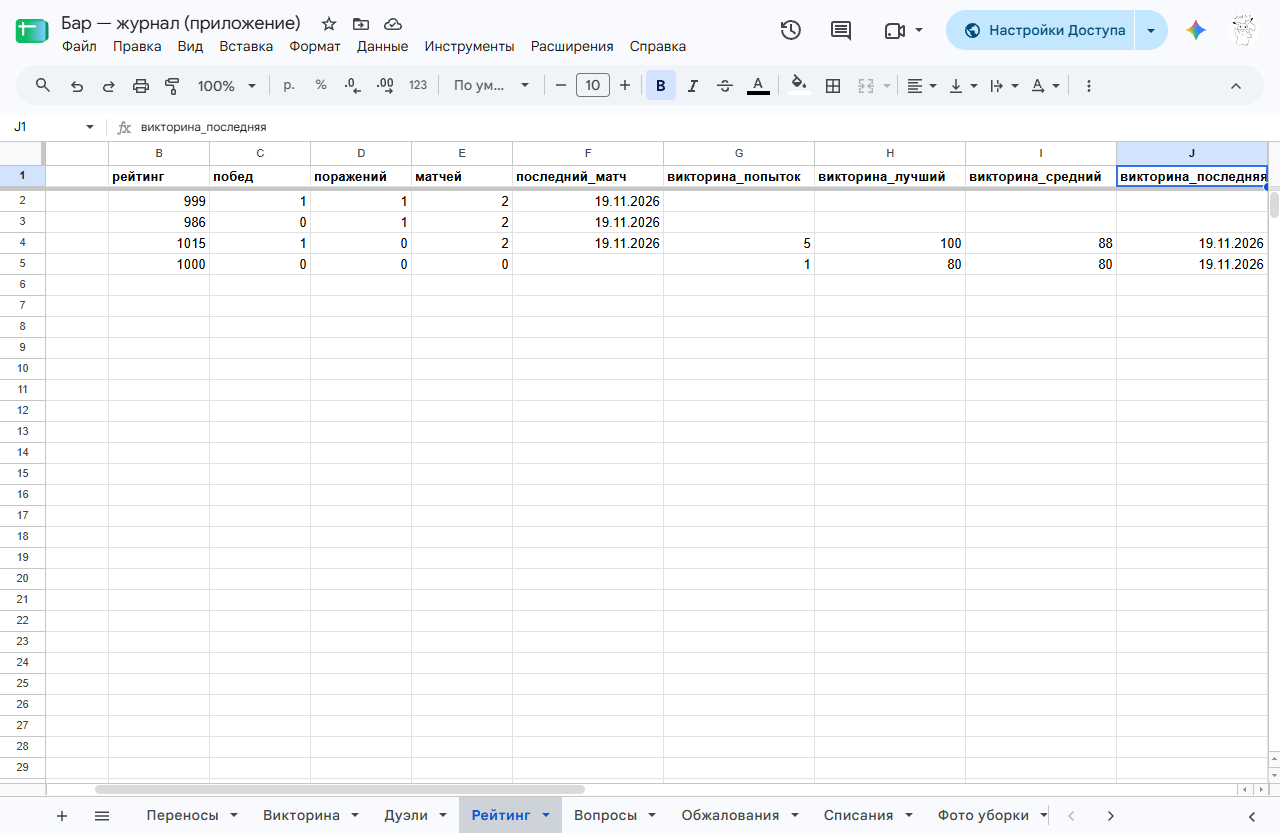 Бар — журнал (приложение)
Файл Правка Вид Вставка Формат Данные Инструменты Расширения Справка
Настройки Доступа
100% р. % .0 .00 123 По ум... − 10 + B I A
J1 fx викторина_последняя
B C D E F G H I J
1 рейтинг побед поражений матчей последний_матч викторина_попыток викторина_лучший викторина_средний викторина_последняя
2 999 1 1 2 19.11.2026
3 986 0 1 2 19.11.2026
4 1015 1 0 2 19.11.2026 5 100 88 19.11.2026
5 1000 0 0 0 1 80 80 19.11.2026
6
7
8
9
10
11
12
13
14
15
16
17
18
19
20
21
22
23
24
25
26
27
28
29
Переносы Викторина Дуэли Рейтинг Вопросы Обжалования Списания Фото уборки